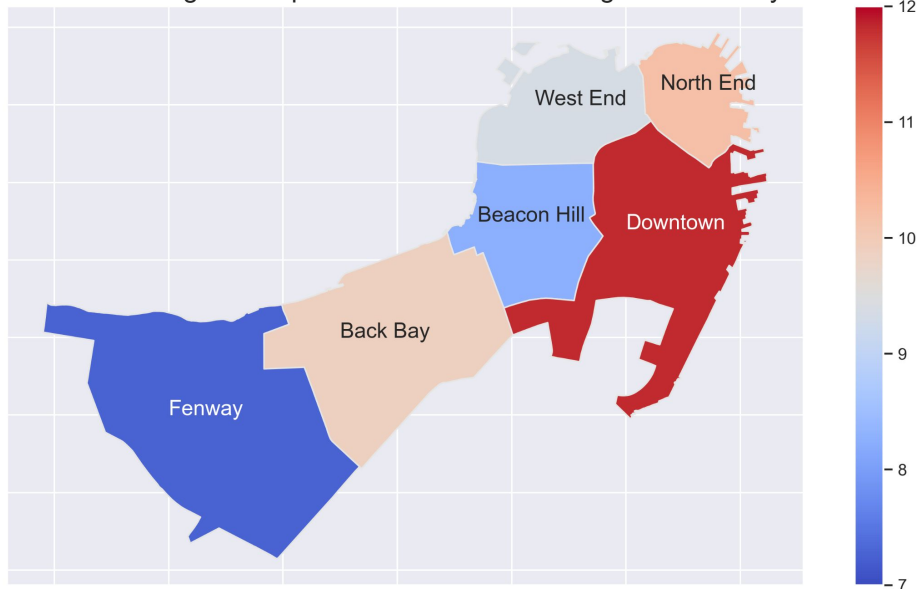 12
North End
West End
11
Beacon Hill
Downtown
10
Back Bay
9
Fenway
8
7